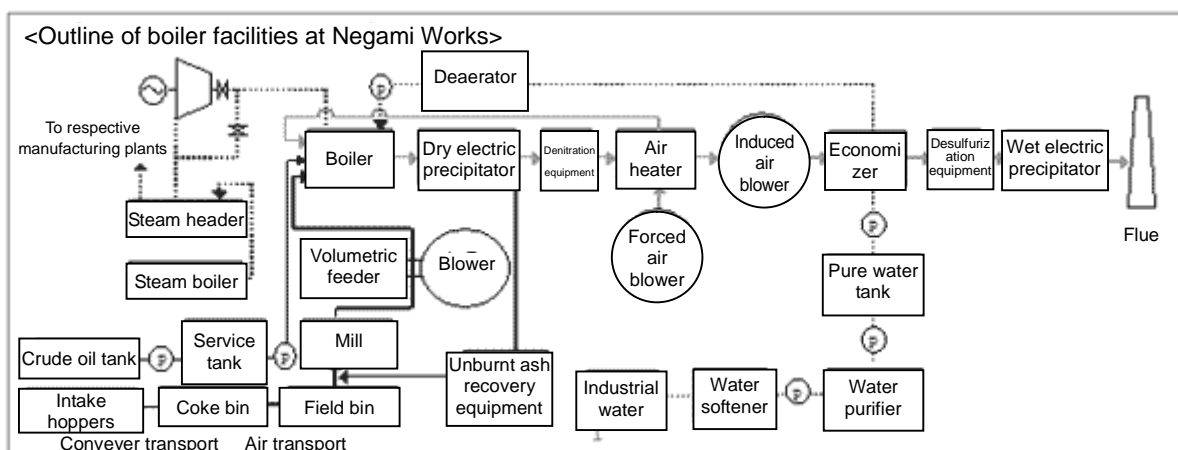 <Outline of boiler facilities at Negami Works>
Deaerator
P
To respective
manufacturing plants
Boiler
Dry electric
precipitator
Denitration
equipment
Air
heater
Induced
air
blower
Economi
zer
Desulfuriz
ation
equipment
Wet electric
precipitator
Flue
Steam header
Steam boiler
Volumetric
feeder
Blower
Forced
air
blower
P
Pure water
tank
Crude oil tank
P
Service
tank
P
Mill
Unburnt ash
recovery
equipment
P
Industrial
water
Water
softener
P
Water
purifier
Intake
hoppers
Coke bin
Field bin
Conveyer transport
Air transport